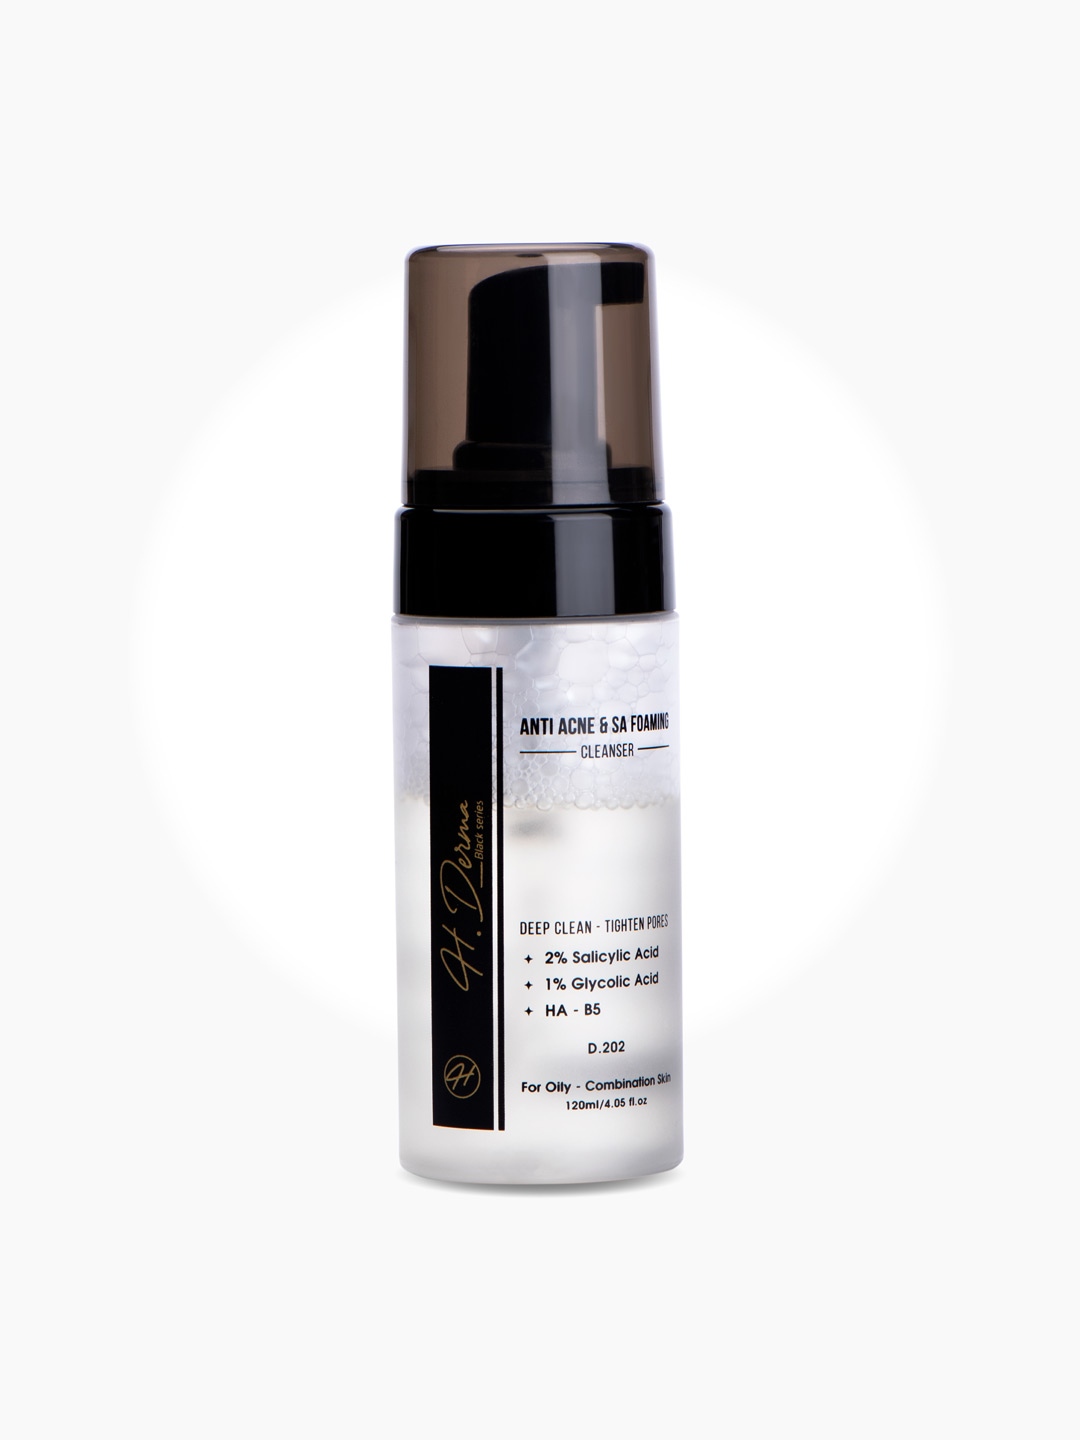 ANTI ACNE & SA FOAMING
CLEANSER
H. Derma
Black series
DEEP CLEAN - TIGHTEN PORES
2% Salicylic Acid
1% Glycolic Acid
HA - B5
D.202
For Oily - Combination Skin
120ml/4.05 fl.oz